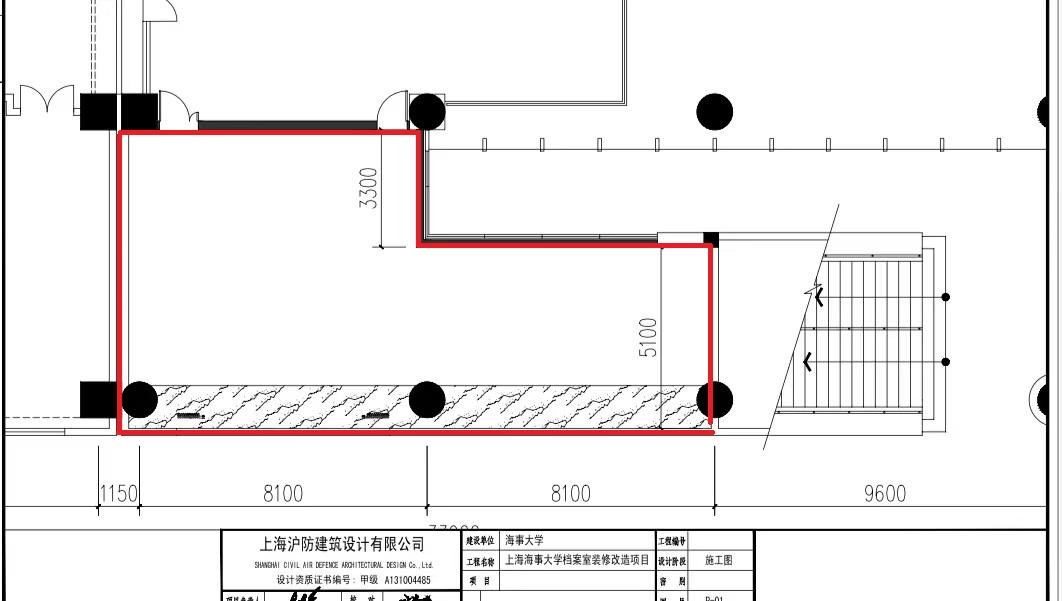 3300
5100
1150
8100
8100
9600
上海沪防建筑设计有限公司
SHANGHAI CIVIL AIR DEFENCE ARCHITECTURAL DESIGN Co.,Ltd.
设计资质证书编号: 甲级 A131004485
建设单位 海事大学
工程名称 上海海事大学档案室装修改造项目
项 目
工程编号
设计阶段 施工图